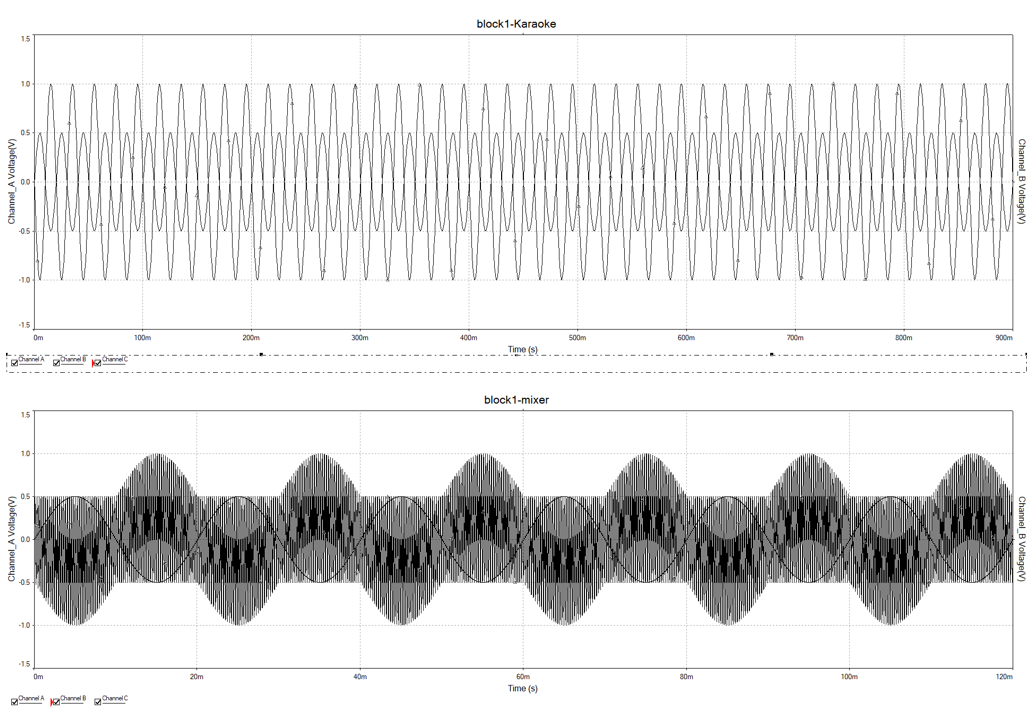 block1-Karaoke
1.5
1.0
0.5
0.0
-0.5
-1.0
-1.5
Channel_A Voltage(V)
Channel_B Voltage(V)
0m 100m 200m 300m 400m 500m 600m 700m 800m 900m
Time (s)
Channel A Channel B Channel C
block1-mixer
1.5
1.0
0.5
0.0
-0.5
-1.0
-1.5
Channel_A Voltage(V)
Channel_B Voltage(V)
0m 20m 40m 60m 80m 100m 120m
Time (s)
Channel A Channel B Channel C